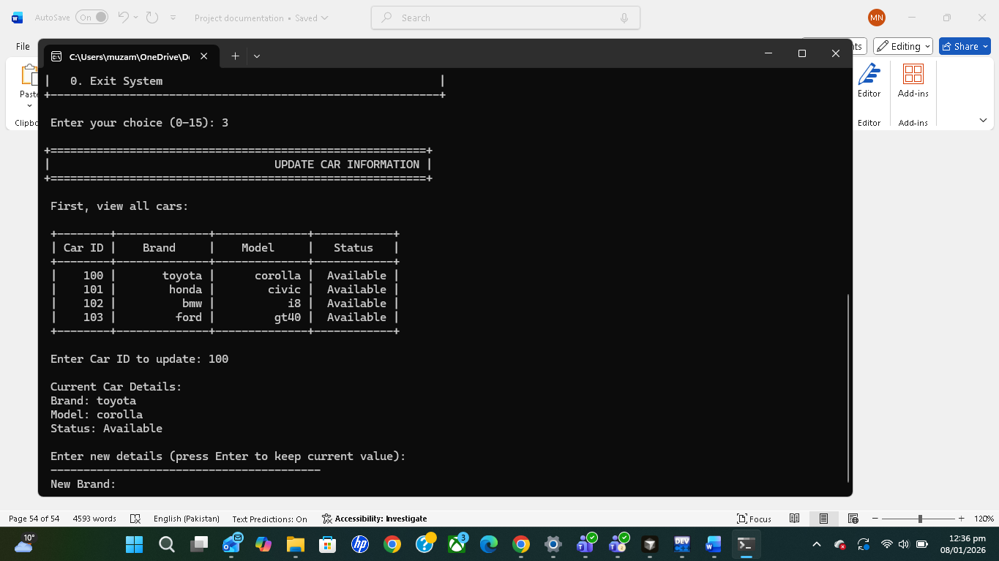 AutoSave On Project documentation • Saved Search MN
File ts Editing Share
C:\Users\muzam\OneDrive\D
Paste
Clipb
Editor Add-ins
Editor Add-ins
| 0. Exit System |
+-----------------------------------------------------------+
Enter your choice (0-15): 3
+=========================================================+
| UPDATE CAR INFORMATION |
+=========================================================+
First, view all cars:
+--------+--------------+--------------+------------+
| Car ID | Brand | Model | Status |
+--------+--------------+--------------+------------+
| 100 | toyota | corolla | Available |
| 101 | honda | civic | Available |
| 102 | bmw | i8 | Available |
| 103 | ford | gt40 | Available |
+--------+--------------+--------------+------------+
Enter Car ID to update: 100
Current Car Details:
Brand: toyota
Model: corolla
Status: Available
Enter new details (press Enter to keep current value):
-----------------------------------------
New Brand:
Page 54 of 54 4593 words English (Pakistan) Text Predictions: On Accessibility: Investigate Focus 120%
10°
3
DEV
12:36 pm
08/01/2026